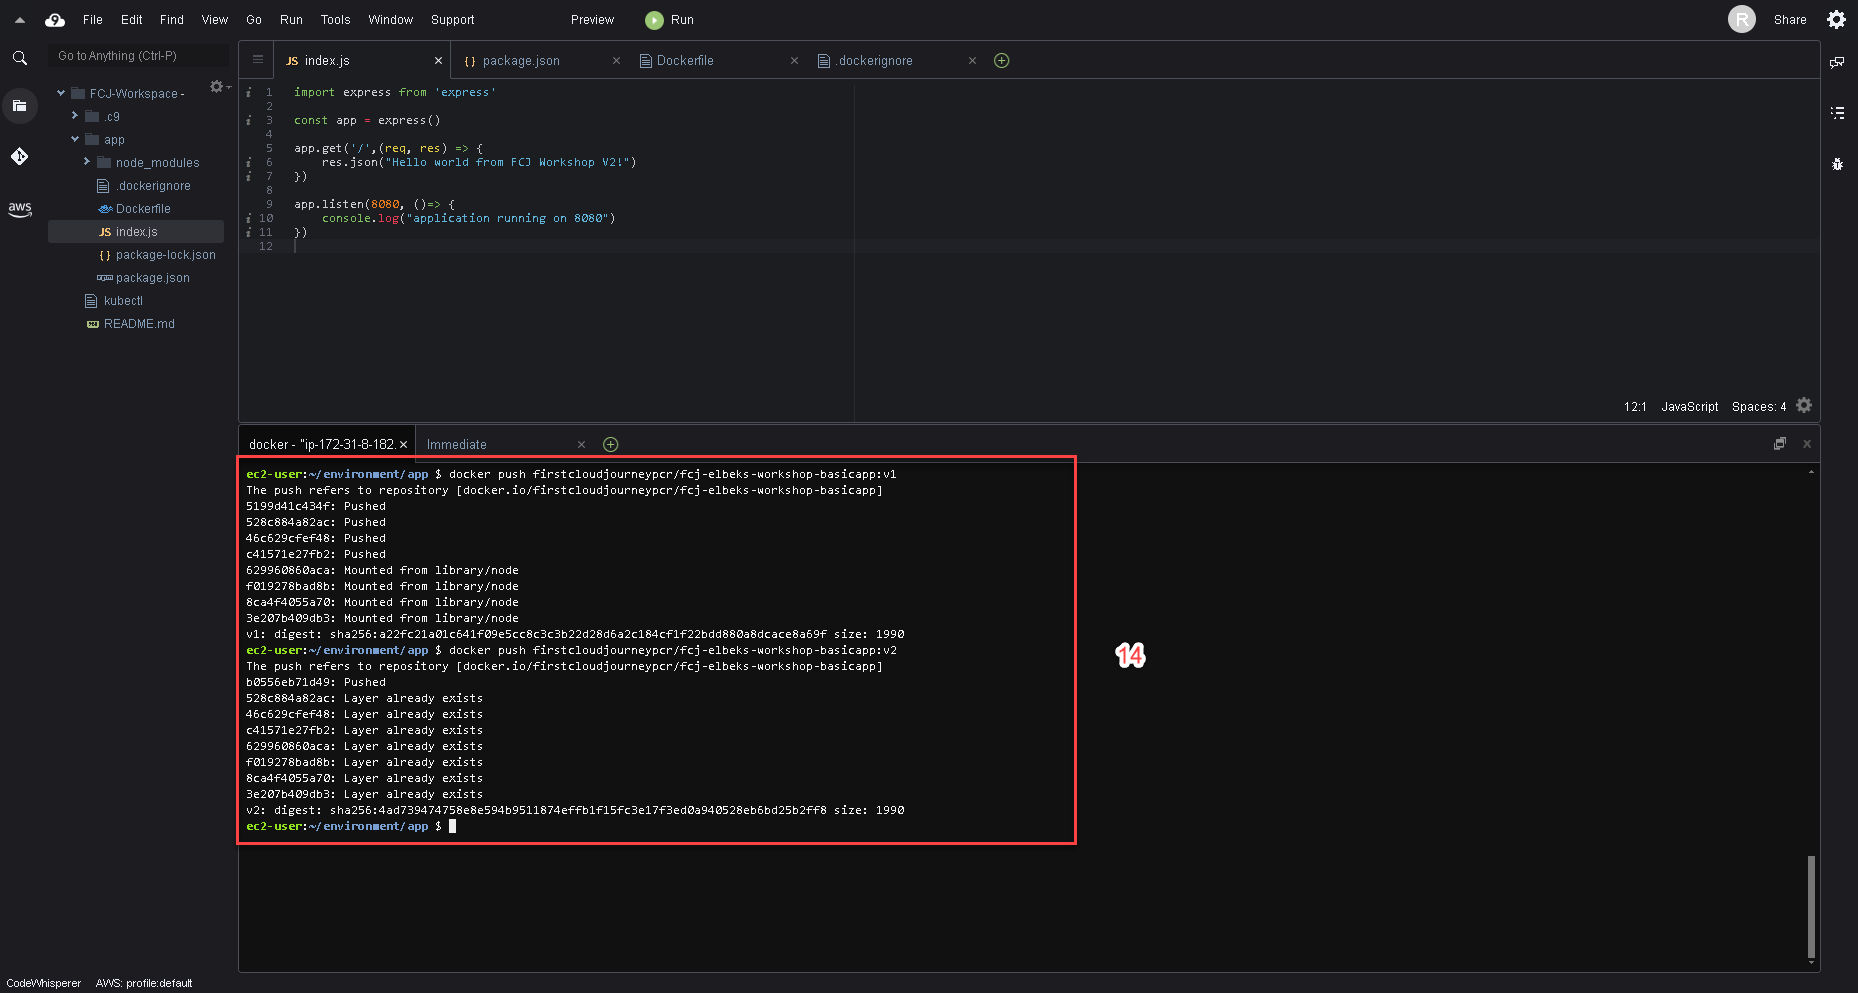 File Edit Find View Go Run Tools Window Support Preview Run R Share
Go to Anything (Ctrl-P)
FCJ-Workspace -
.c9
app
node_modules
.dockerignore
Dockerfile
JS index.js
{ } package-lock.json
package.json
kubectl
README.md
aws
JS index.js
{ } package.json
Dockerfile
.dockerignore
1 import express from 'express'
2
3 const app = express()
4
5 app.get('/',(req, res) => {
6 res.json("Hello world from FCJ Workshop V2!")
7 })
8
9 app.listen(8080, ()=> {
10 console.log("application running on 8080")
11 })
12
12:1 JavaScript Spaces: 4
docker - "ip-172-31-8-182. Immediate
ec2-user:~/environment/app $ docker push firstcloudjourneypcr/fcj-elbeks-workshop-basicapp:v1
The push refers to repository [docker.io/firstcloudjourneypcr/fcj-elbeks-workshop-basicapp]
5199d41c434f: Pushed
528c884a82ac: Pushed
46c629cfef48: Pushed
c41571e27fb2: Pushed
629960860aca: Mounted from library/node
f019278bad8b: Mounted from library/node
8ca4f4055a70: Mounted from library/node
3e207b409db3: Mounted from library/node
v1: digest: sha256:a22fc21a01c641f09e5cc8c3c3b22d28d6a2c184cf1f22bdd880a8dcace8a69f size: 1990
ec2-user:~/environment/app $ docker push firstcloudjourneypcr/fcj-elbeks-workshop-basicapp:v2
The push refers to repository [docker.io/firstcloudjourneypcr/fcj-elbeks-workshop-basicapp]
b0556eb71d49: Pushed
528c884a82ac: Layer already exists
46c629cfef48: Layer already exists
c41571e27fb2: Layer already exists
629960860aca: Layer already exists
f019278bad8b: Layer already exists
8ca4f4055a70: Layer already exists
3e207b409db3: Layer already exists
v2: digest: sha256:4ad739474758e8e594b9511874effb1f15fc3e17f3ed0a940528eb6bd25b2ff8 size: 1990
ec2-user:~/environment/app $
14
CodeWhisperer AWS: profile:default